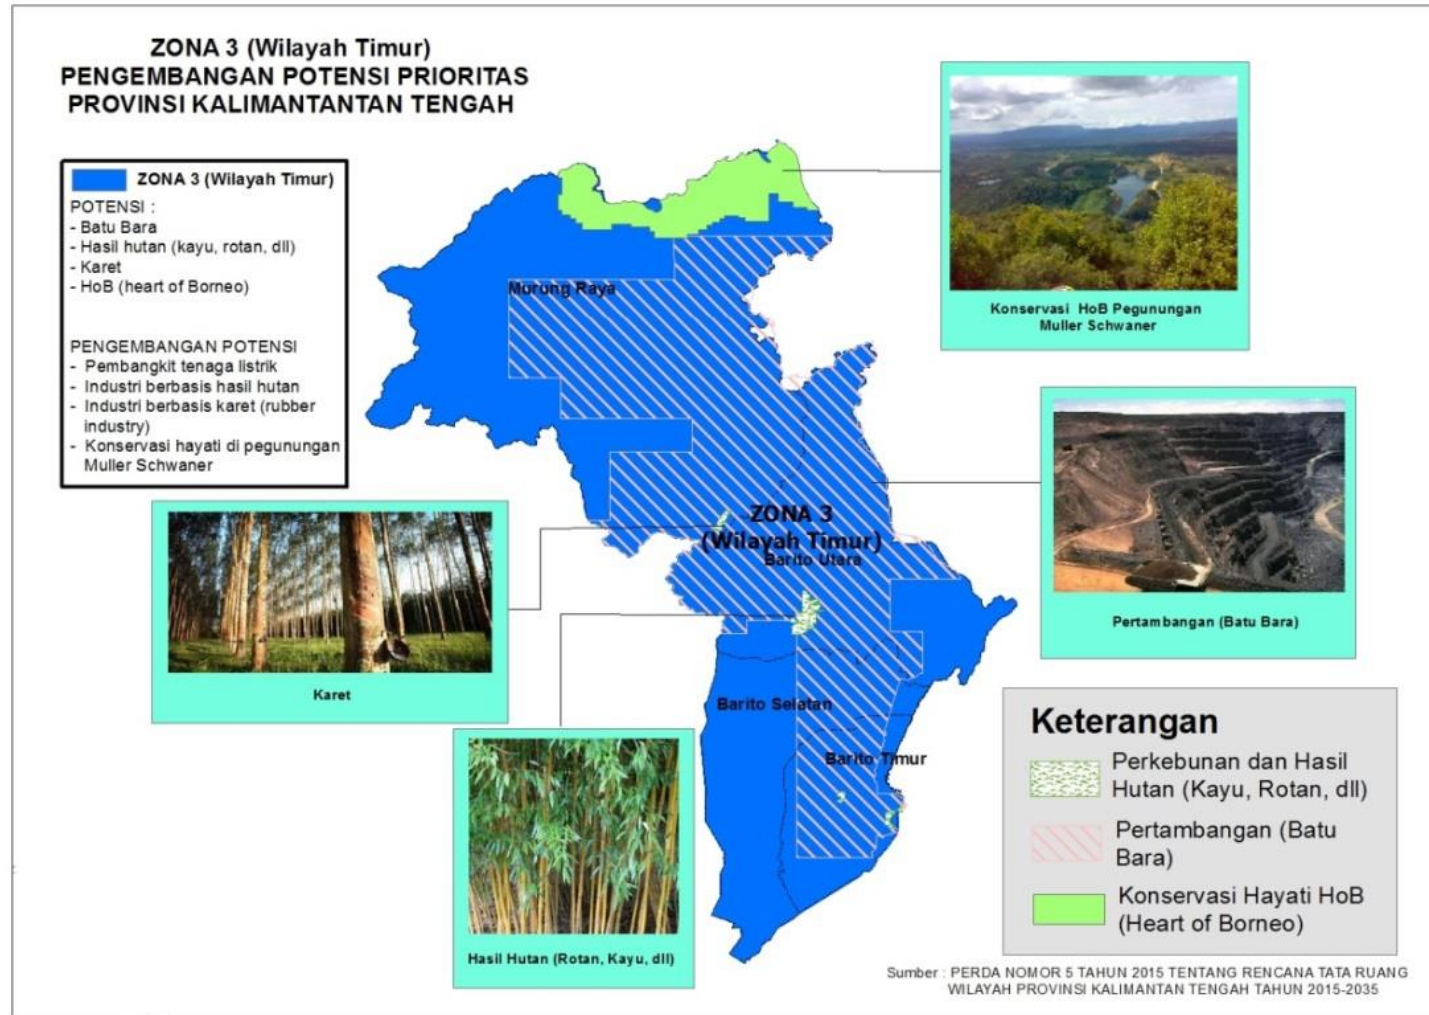 ZONA 3 (Wilayah Timur)
PENGEMBANGAN POTENSI PRIORITAS
PROVINSI KALIMANTANTAN TENGAH
ZONA 3 (Wilayah Timur)
POTENSI :
- Batu Bara
- Hasil hutan (kayu, rotan, dll)
- Karet
- HoB (heart of Borneo)
PENGEMBANGAN POTENSI
- Pembangkit tenaga listrik
- Industri berbasis hasil hutan
- Industri berbasis karet (rubber
industry)
- Konservasi hayati di pegunungan
Muller Schwaner
Konservasi HoB Pegunungan
Muller Schwaner
Murung Raya
ZONA 3
(Wilayah Timur)
Barito Utara
Pertambangan (Batu Bara)
Karet
Barito Selatan
Barito Timur
Hasil Hutan (Rotan, Kayu, dll)
Keterangan
Perkebunan dan Hasil
Hutan (Kayu, Rotan, dll)
Pertambangan (Batu
Bara)
Konservasi Hayati HoB
(Heart of Borneo)
Sumber : PERDA NOMOR 5 TAHUN 2015 TENTANG RENCANA TATA RUANG
WILAYAH PROVINSI KALIMANTAN TENGAH TAHUN 2015-2035